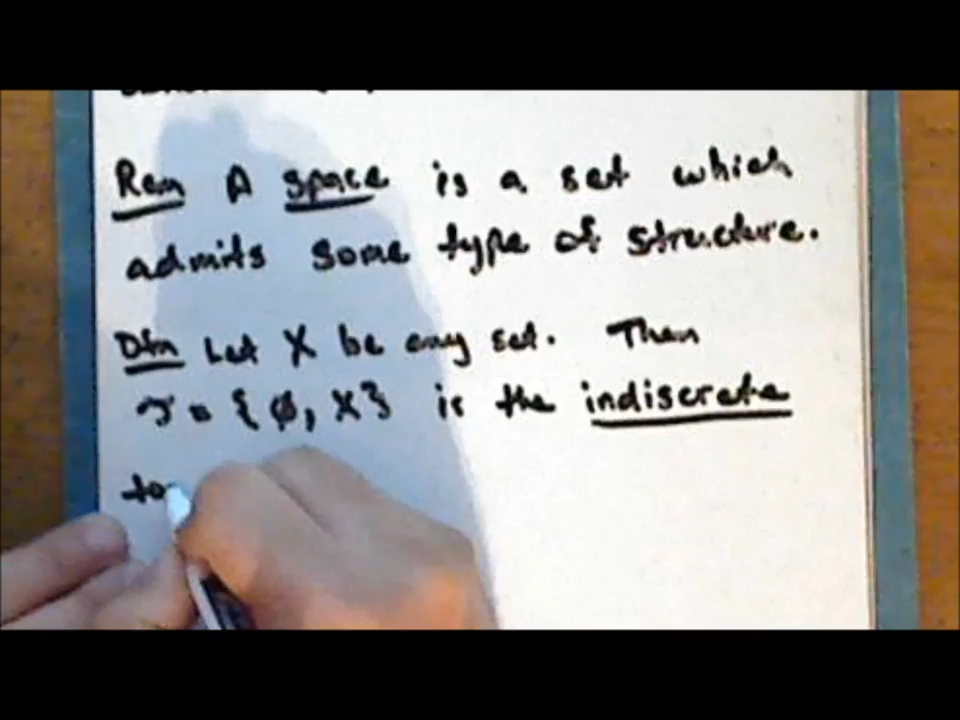 Rem A space is a set which
admits some type of structure.
Dfn Let X be any set. Then
𝒯 = {∅, X} is the indiscrete
to